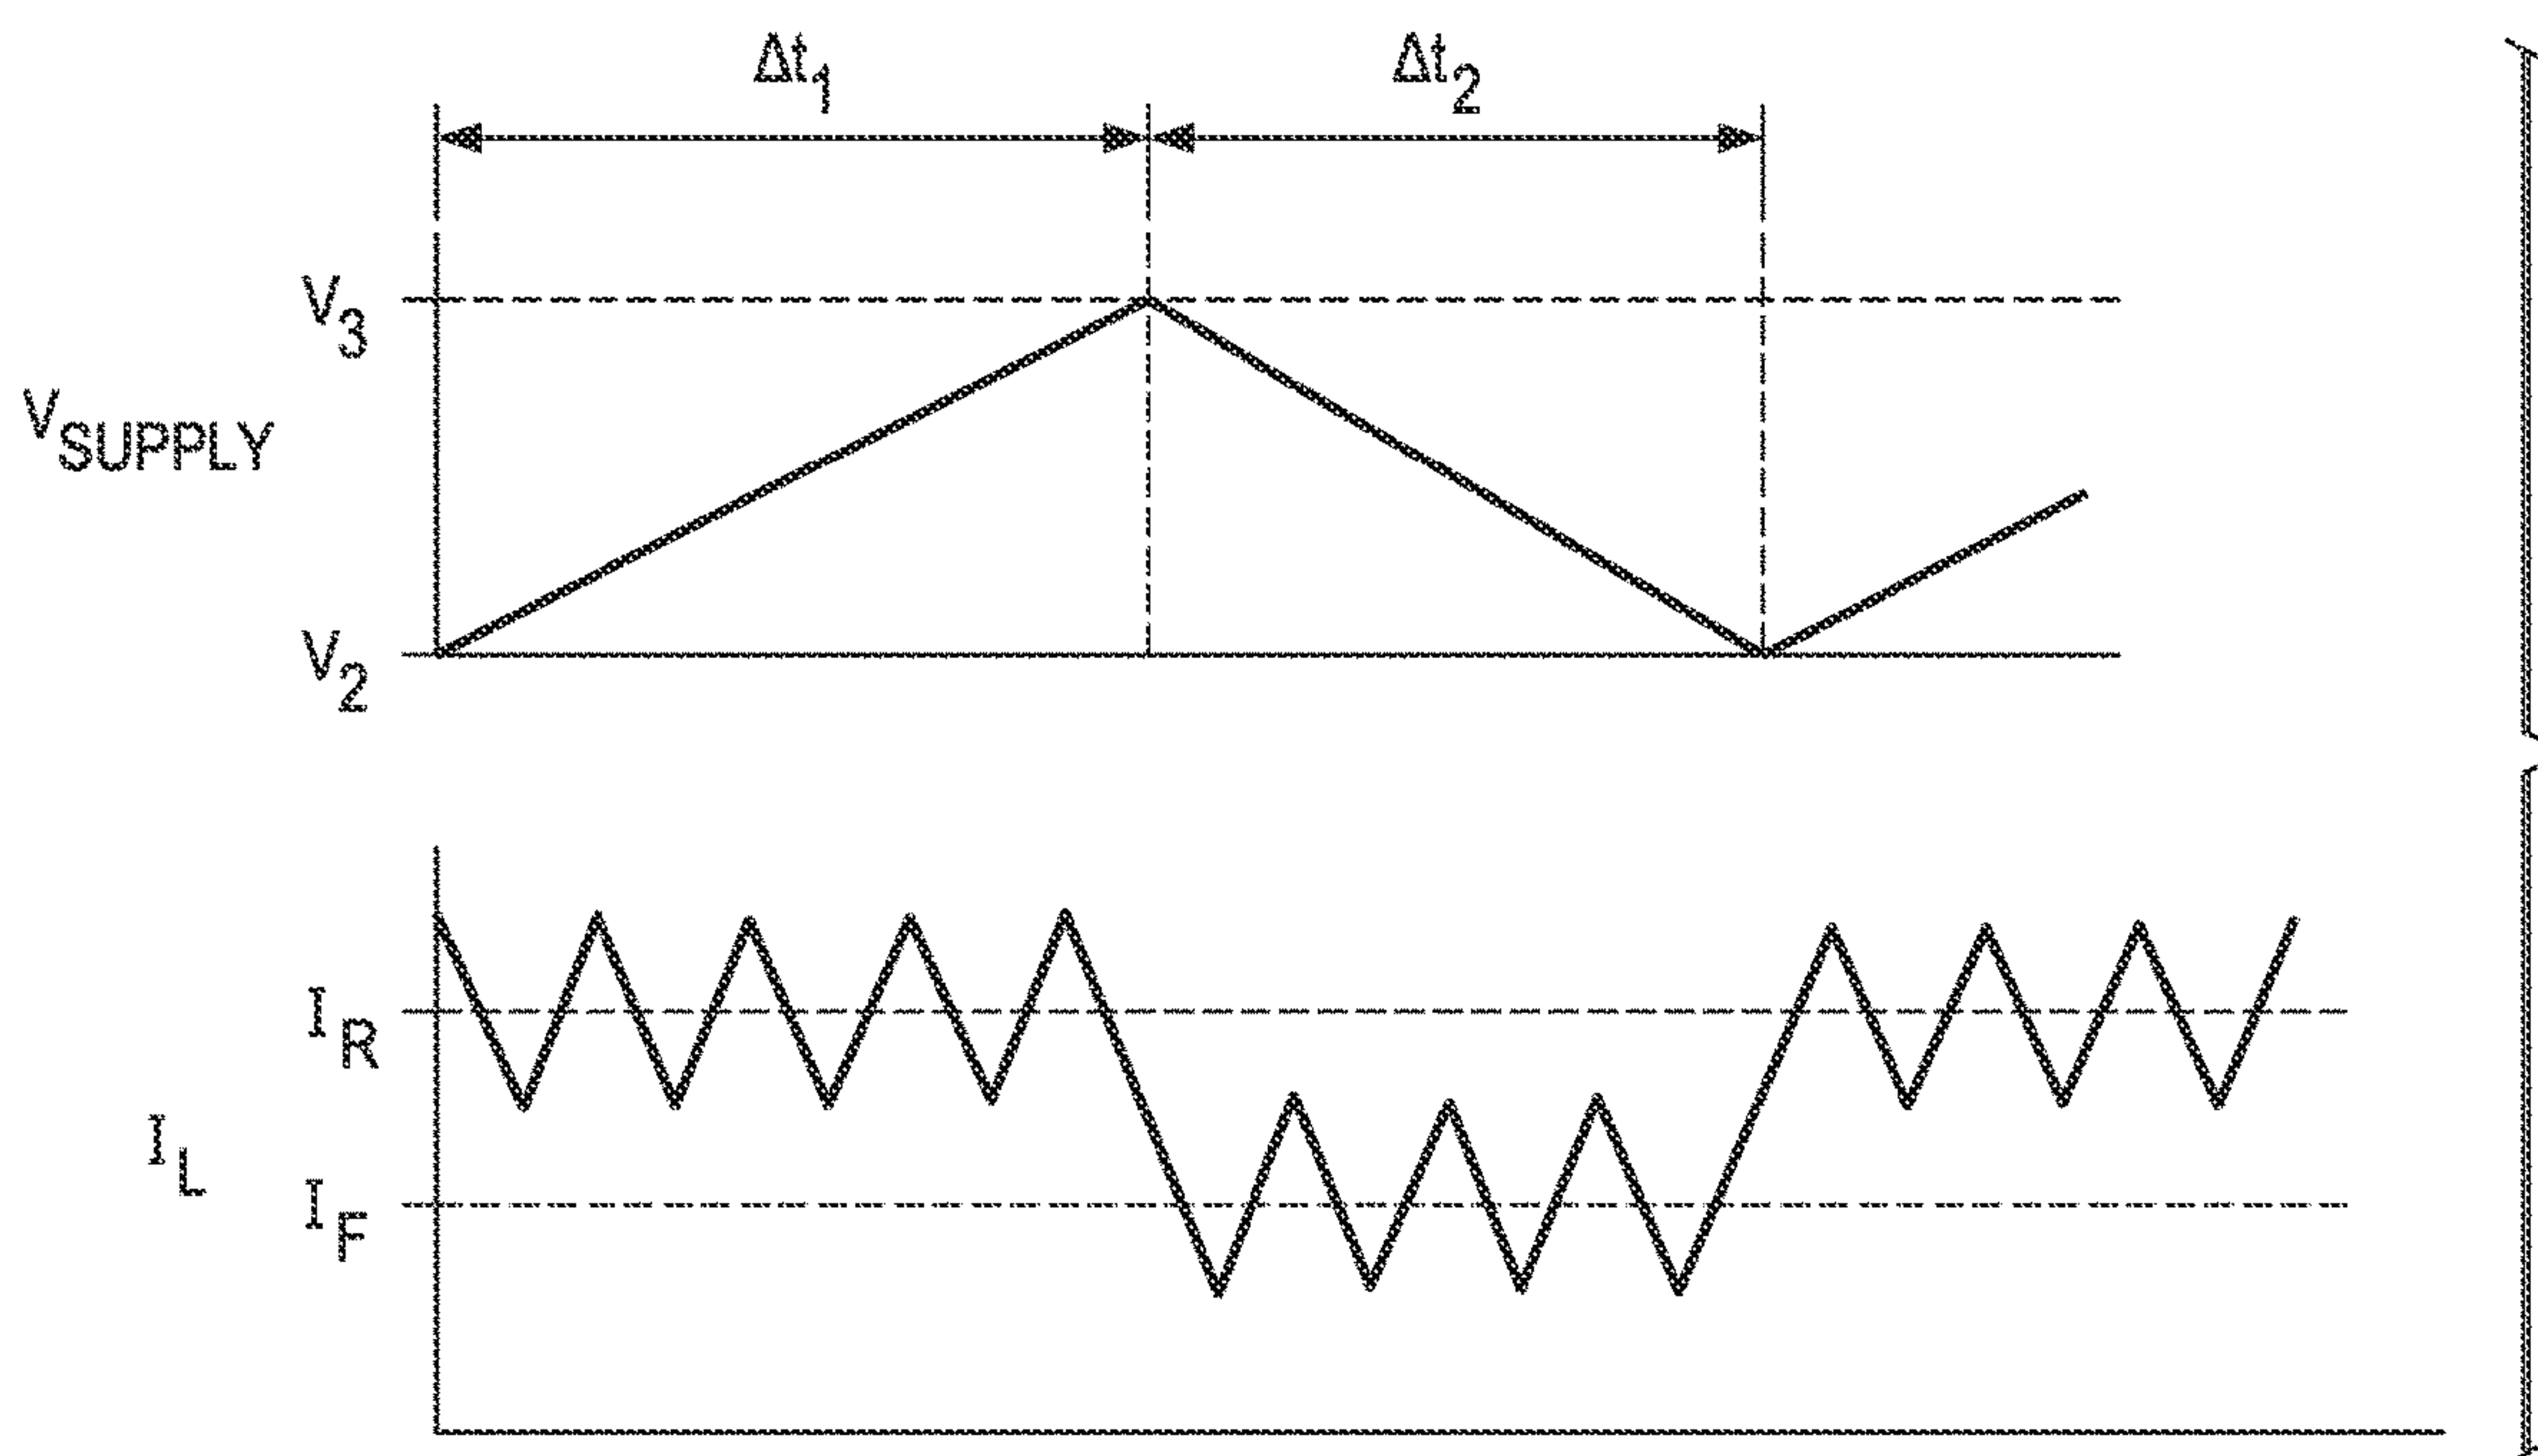 Δt1 Δt2
V3
VSUPPLY
V2
IR
IL
IF